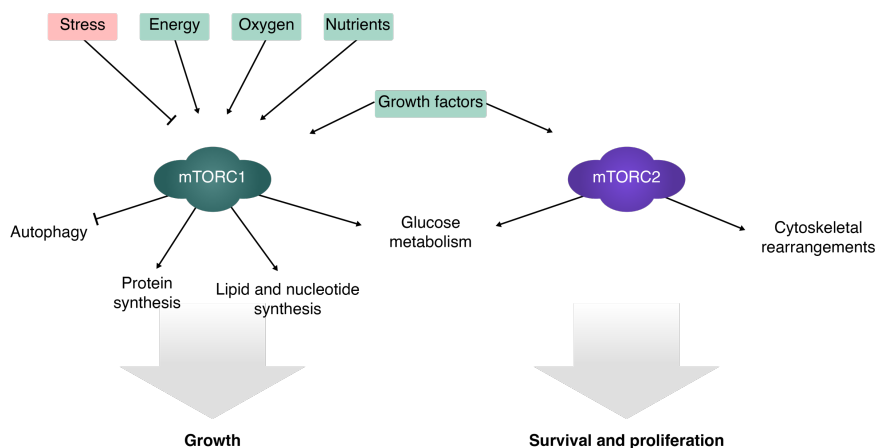 Stress
Energy
Oxygen
Nutrients
Growth factors
mTORC1
mTORC2
Autophagy
Glucose
metabolism
Cytoskeletal
rearrangements
Protein
synthesis
Lipid and nucleotide
synthesis
Growth
Survival and proliferation